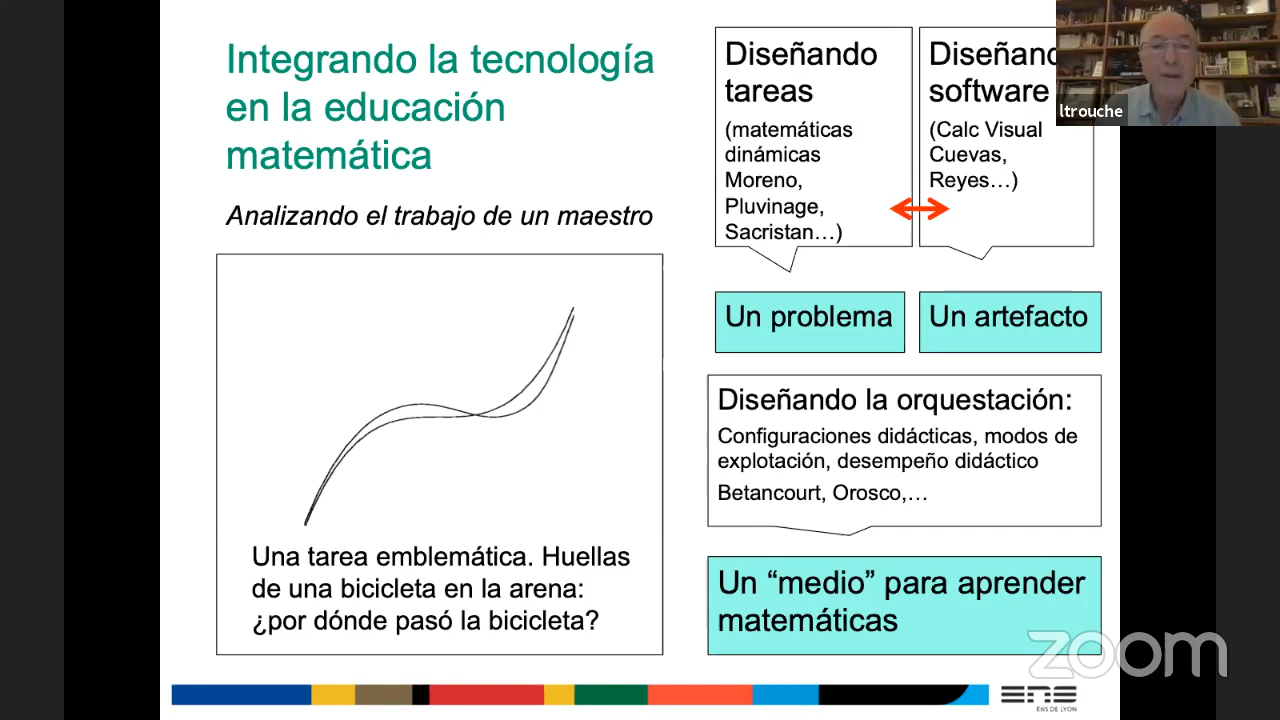 Integrando la tecnología
en la educación
matemática
Analizando el trabajo de un maestro
Una tarea emblemática. Huellas
de una bicicleta en la arena:
¿por dónde pasó la bicicleta?
Diseñando
tareas
(matemáticas
dinámicas
Moreno,
Pluvinage,
Sacristan…)
Diseñand
software
(Calc Visual
Cuevas,
Reyes…)
ltrouche
Un problema
Un artefacto
Diseñando la orquestación:
Configuraciones didácticas, modos de
explotación, desempeño didáctico
Betancourt, Orosco,…
Un “medio” para aprender
matemáticas
zoom
ENS
ENS DE LYON